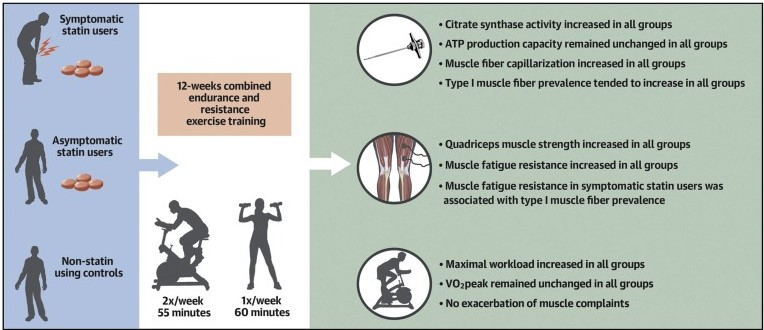 Symptomatic
statin users
Asymptomatic
statin users
Non-statin
using controls
12-weeks combined
endurance and
resistance
exercise training
2x/week
55 minutes
1x/week
60 minutes
• Citrate synthase activity increased in all groups
• ATP production capacity remained unchanged in all groups
• Muscle fiber capillarization increased in all groups
• Type I muscle fiber prevalence tended to increase in all groups
• Quadriceps muscle strength increased in all groups
• Muscle fatigue resistance increased in all groups
• Muscle fatigue resistance in symptomatic statin users was
associated with type I muscle fiber prevalence
• Maximal workload increased in all groups
• VO₂peak remained unchanged in all groups
• No exacerbation of muscle complaints